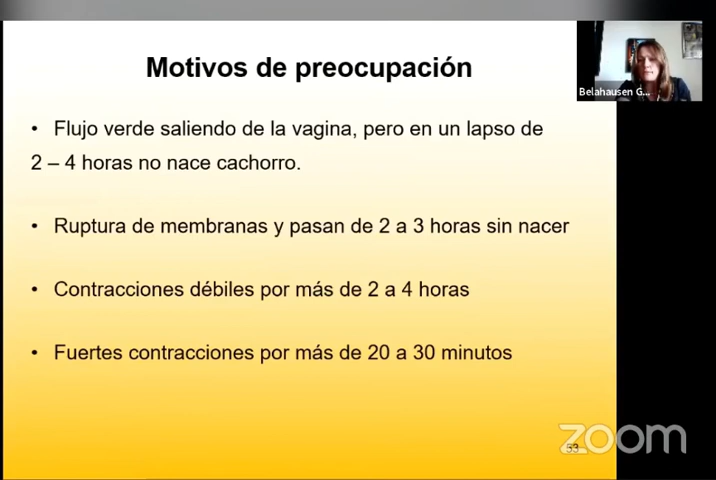 Motivos de preocupación
Belahausen G...
• Flujo verde saliendo de la vagina, pero en un lapso de
2 – 4 horas no nace cachorro.
• Ruptura de membranas y pasan de 2 a 3 horas sin nacer
• Contracciones débiles por más de 2 a 4 horas
• Fuertes contracciones por más de 20 a 30 minutos
zoom
53